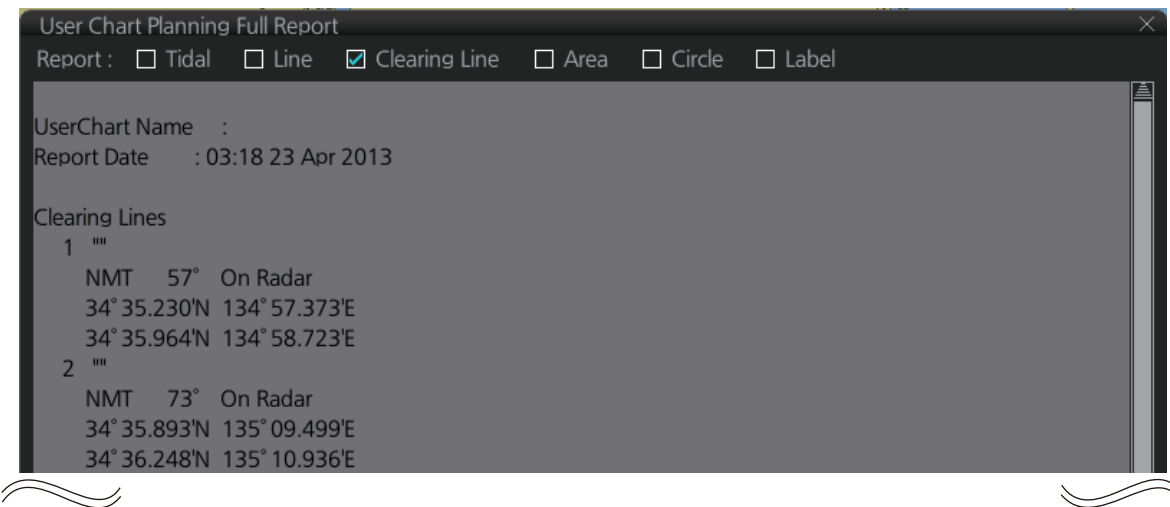 User Chart Planning Full Report
Report : Tidal Line Clearing Line Area Circle Label
UserChart Name :
Report Date : 03:18 23 Apr 2013
Clearing Lines
1 ""
NMT 57° On Radar
34°35.230'N 134°57.373'E
34°35.964'N 134°58.723'E
2 ""
NMT 73° On Radar
34°35.893'N 135°09.499'E
34°36.248'N 135°10.936'E